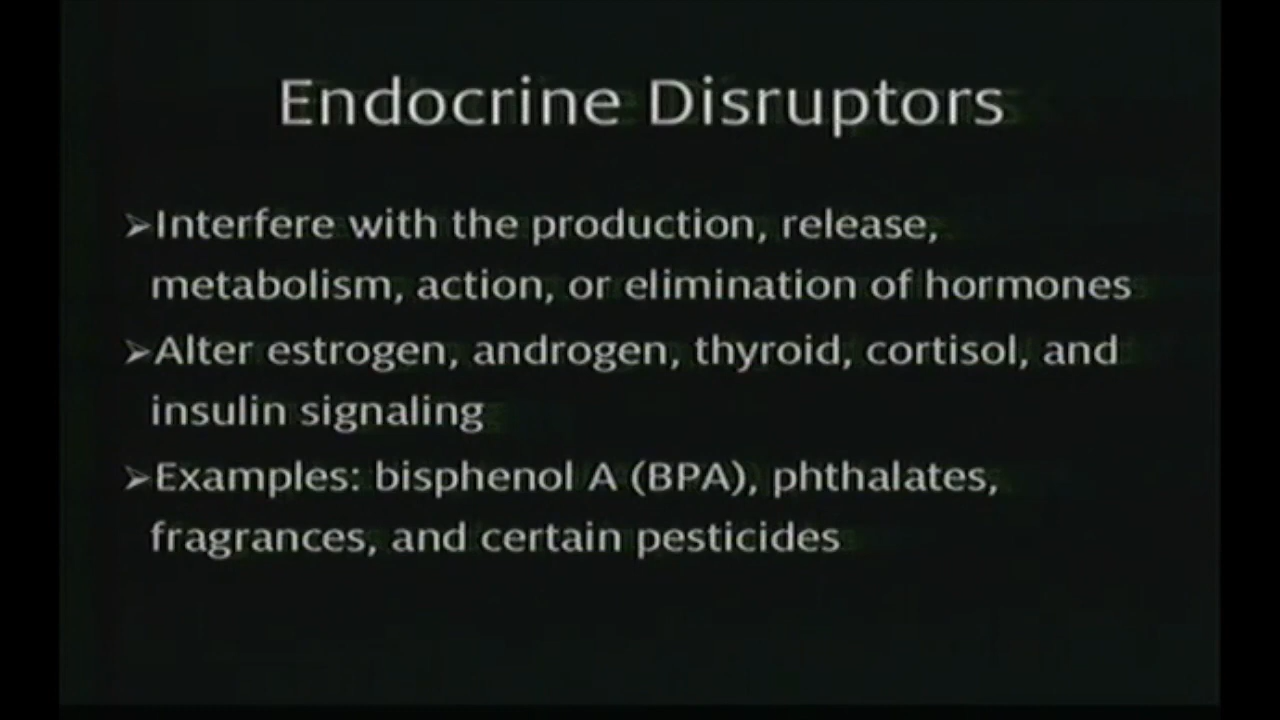 Endocrine Disruptors
➢Interfere with the production, release,
metabolism, action, or elimination of hormones
➢Alter estrogen, androgen, thyroid, cortisol, and
insulin signaling
➢Examples: bisphenol A (BPA), phthalates,
fragrances, and certain pesticides